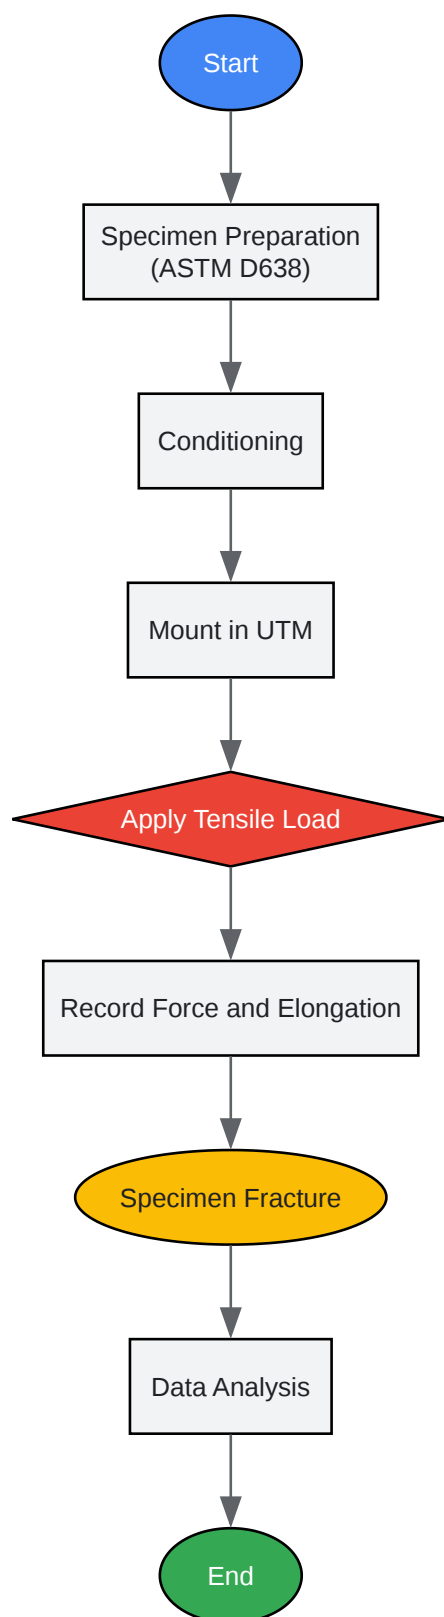 Start
Specimen Preparation
(ASTM D638)
Conditioning
Mount in UTM
Apply Tensile Load
Record Force and Elongation
Specimen Fracture
Data Analysis
End